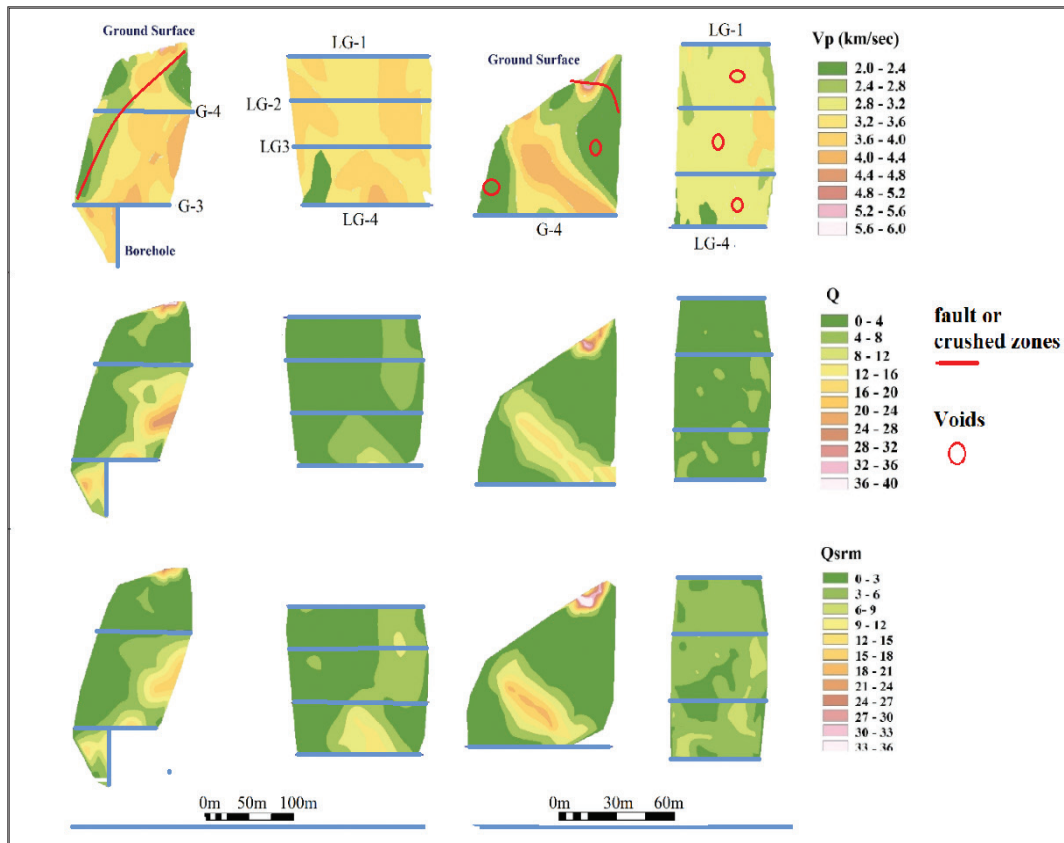 Ground Surface
G-4
G-3
Borehole
LG-1
LG-2
LG3
LG-4
Ground Surface
G-4
LG-1
LG-4
Vp (km/sec)
2.0 - 2.4
2.4 - 2.8
2.8 - 3.2
3.2 - 3.6
3.6 - 4.0
4.0 - 4.4
4.4 - 4.8
4.8 - 5.2
5.2 - 5.6
5.6 - 6.0
Q
0 - 4
4 - 8
8 - 12
12 - 16
16 - 20
20 - 24
24 - 28
28 - 32
32 - 36
36 - 40
fault or
crushed zones
Voids
Qsrm
0 - 3
3 - 6
6 - 9
9 - 12
12 - 15
15 - 18
18 - 21
21 - 24
24 - 27
27 - 30
30 - 33
33 - 36
0m 50m 100m
0m 30m 60m